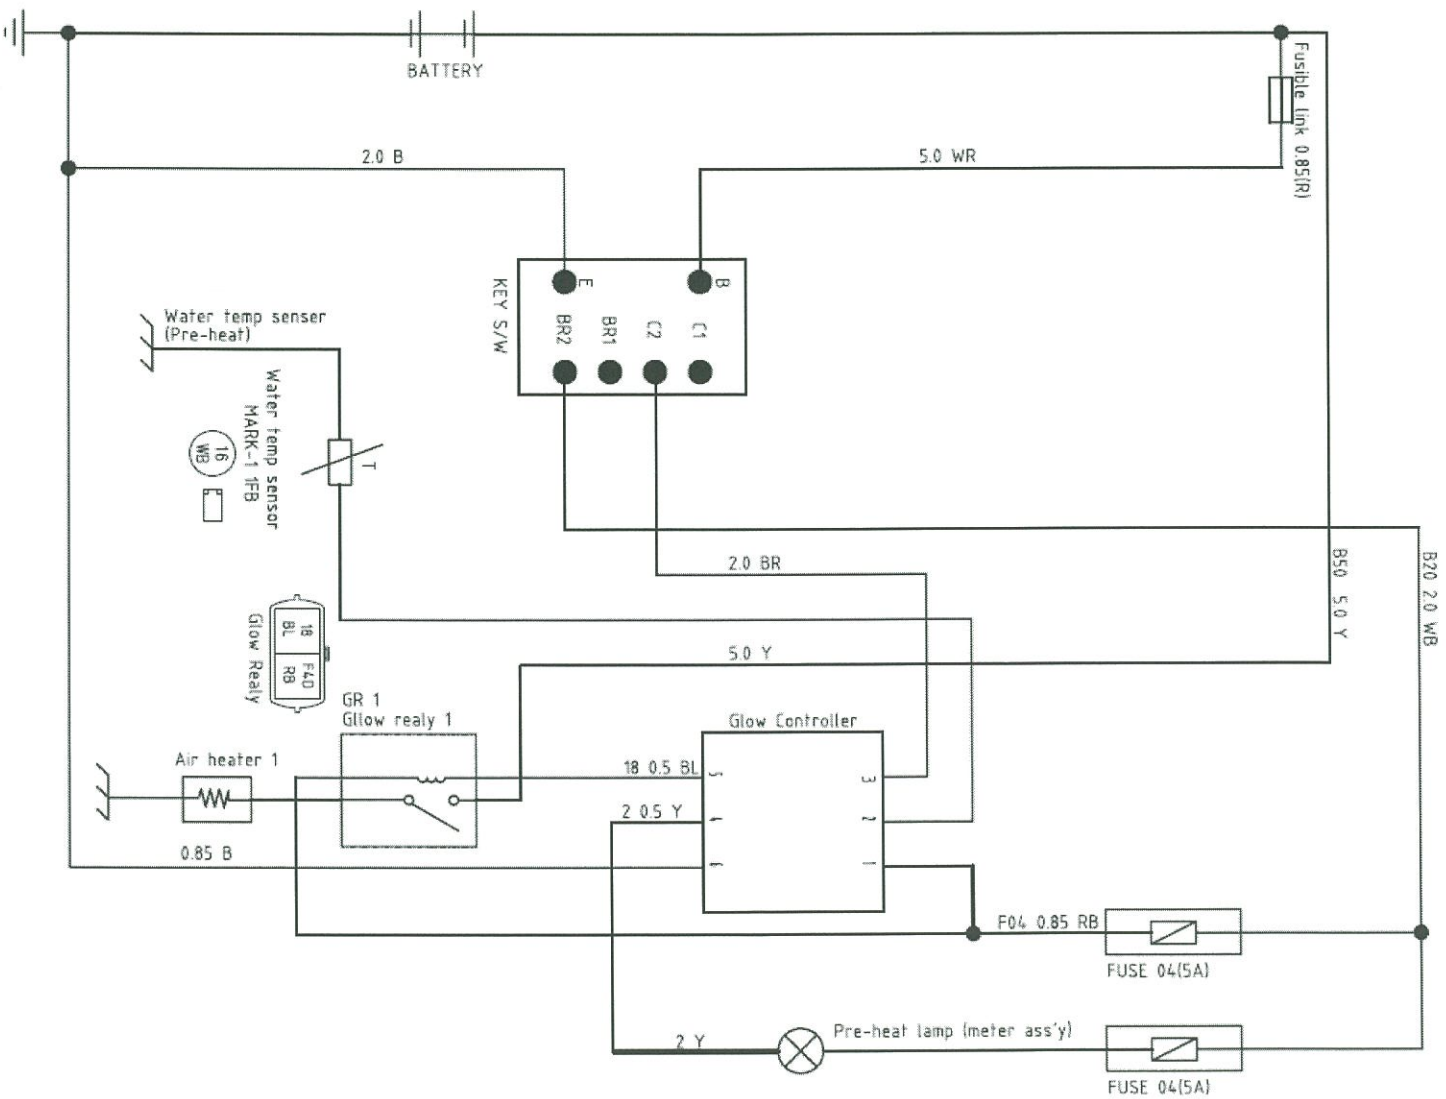 BATTERY
Fusible link 0.85(R)
2.0 B
5.0 WR
KEY S/W
E
B
BR2
BR1
C2
C1
Water temp senser
(Pre-heat)
Water temp sensor
MARK-1 1FB
16
WB
T
2.0 BR
B50 5.0 Y
B20 2.0 WB
5.0 Y
18
BL
F4D
RB
Glow Realy
GR 1
Gllow realy 1
Glow Controller
Air heater 1
18 0.5 BL
5
3
2 0.5 Y
4
2
0.85 B
6
1
F04 0.85 RB
FUSE 04(5A)
2 Y
Pre-heat lamp (meter ass'y)
FUSE 04(5A)